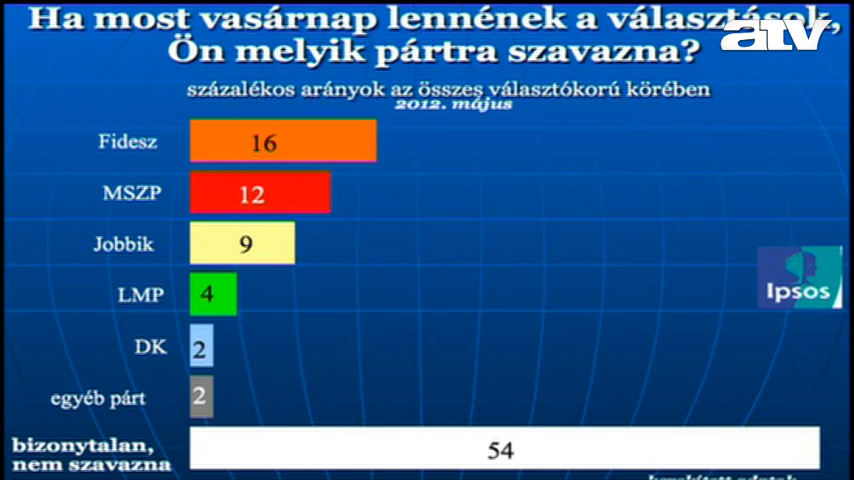 Ha most vasárnap lennének a választások,
Ön melyik pártra szavazna?
atv
százalékos arányok az összes választókorú körében
2012. május
Fidesz 16
MSZP 12
Jobbik 9
LMP 4
Ipsos
DK 2
egyéb párt 2
bizonytalan,
nem szavazna 54